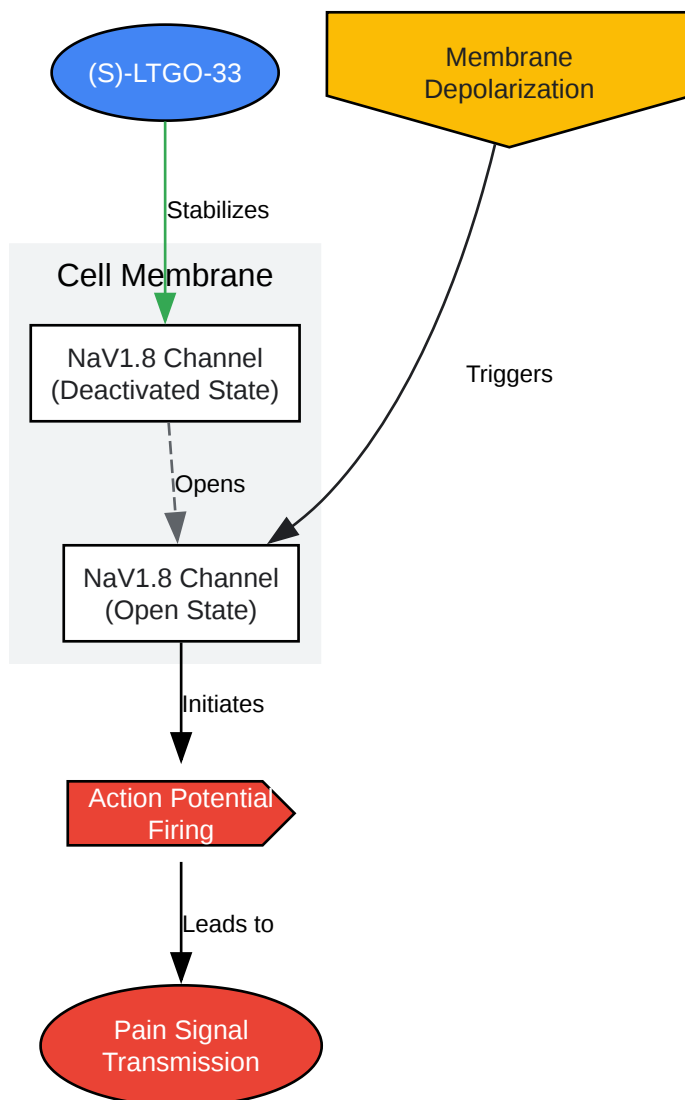 (S)-LTGO-33
Membrane
Depolarization
Stabilizes
Cell Membrane
NaV1.8 Channel
(Deactivated State)
Triggers
Opens
NaV1.8 Channel
(Open State)
Initiates
Action Potential
Firing
Leads to
Pain Signal
Transmission